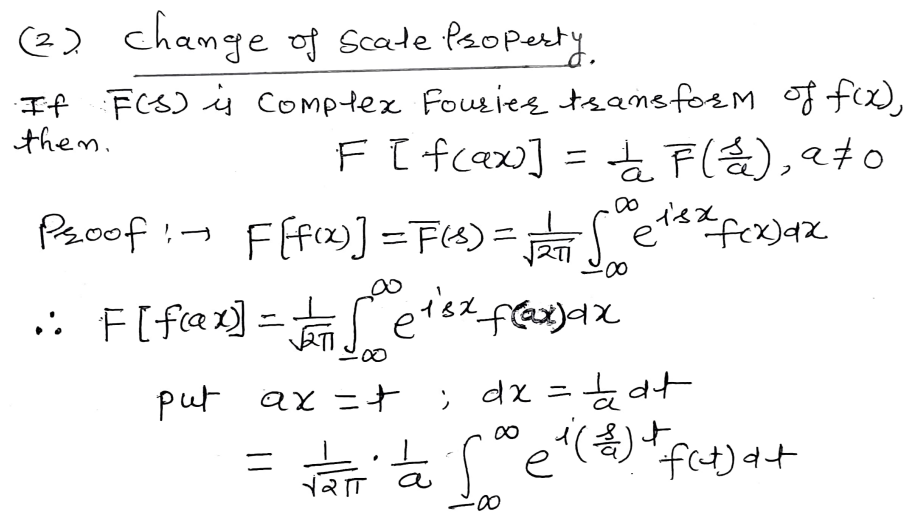 (2) Change of Scale Property.
If F̅(s) is Complex Fourier transform of f(x),
then. F[f(ax)] = 1/a F̅(s/a), a≠0
Proof :→ F[f(x)] = F̅(s) = 1/√2π ∫_{-∞}^{∞} e^{isx} f(x)dx
∴ F[f(ax)] = 1/√2π ∫_{-∞}^{∞} e^{isx} f(ax)dx
put ax = t ; dx = 1/a dt
= 1/√2π · 1/a ∫_{-∞}^{∞} e^{i(s/a)t} f(t)dt